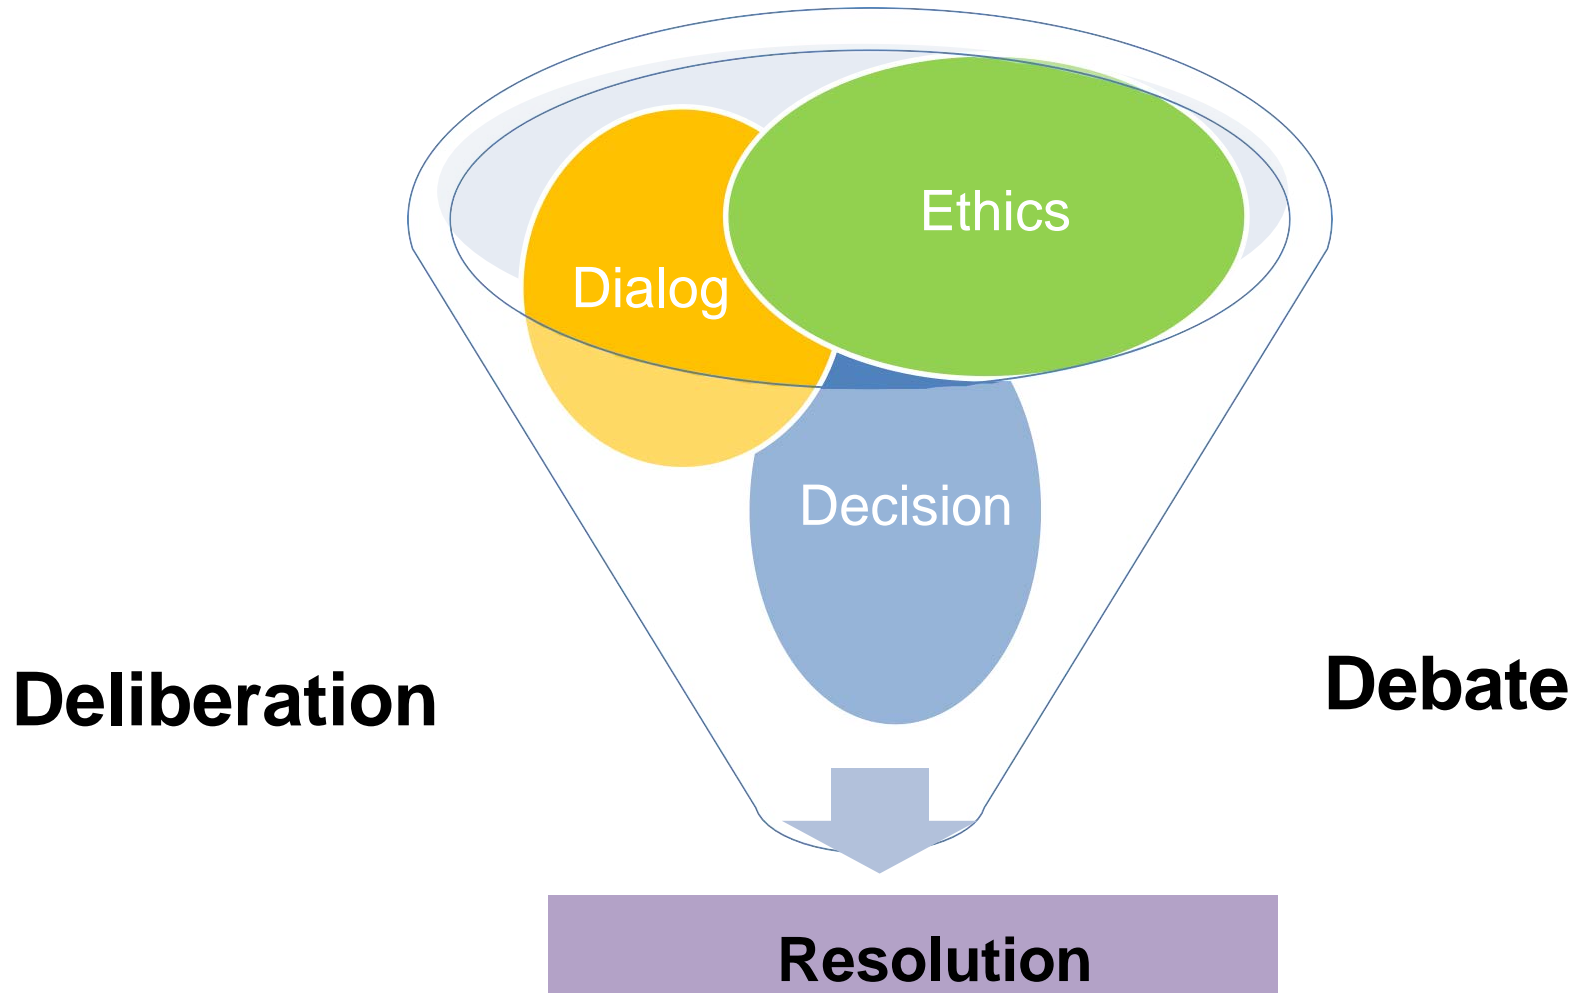 Ethics
Dialog
Decision
Deliberation
Debate
Resolution